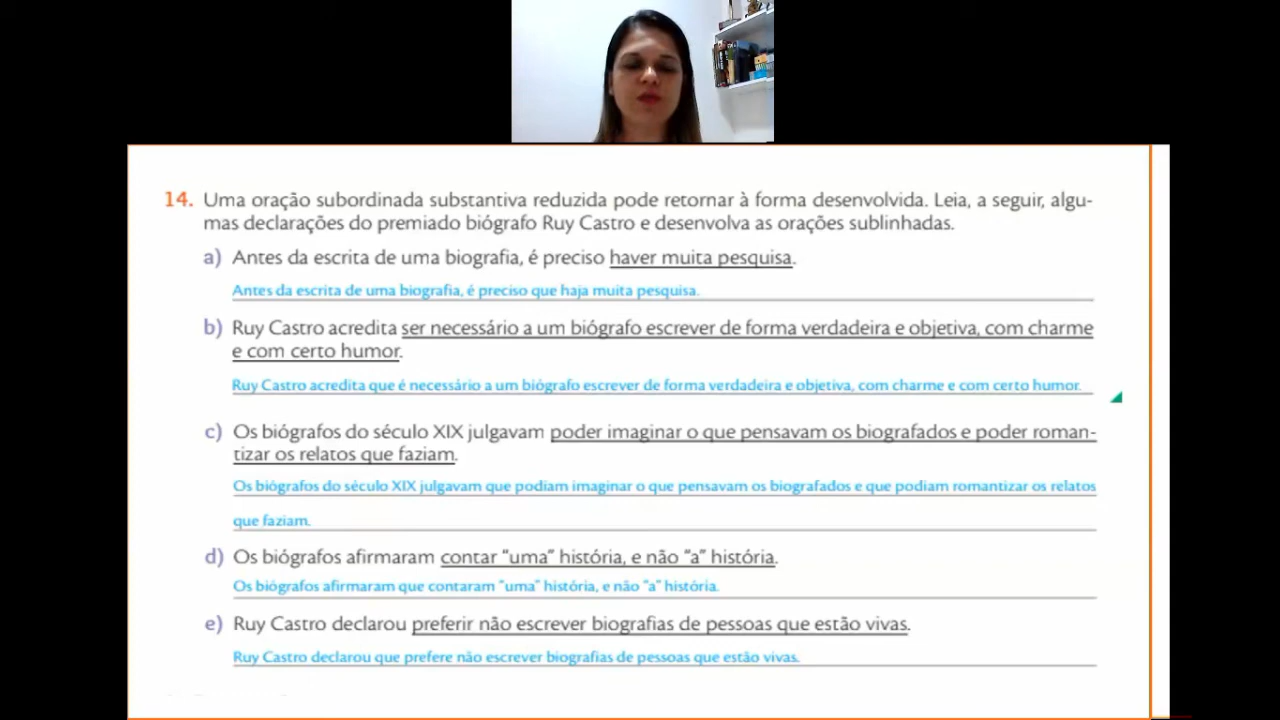 14. Uma oração subordinada substantiva reduzida pode retornar à forma desenvolvida. Leia, a seguir, algu-
mas declarações do premiado biógrafo Ruy Castro e desenvolva as orações sublinhadas.
a) Antes da escrita de uma biografia, é preciso haver muita pesquisa.
Antes da escrita de uma biografia, é preciso que haja muita pesquisa.
b) Ruy Castro acredita ser necessário a um biógrafo escrever de forma verdadeira e objetiva, com charme
e com certo humor.
Ruy Castro acredita que é necessário a um biógrafo escrever de forma verdadeira e objetiva, com charme e com certo humor.
c) Os biógrafos do século XIX julgavam poder imaginar o que pensavam os biografados e poder roman-
tizar os relatos que faziam.
Os biógrafos do século XIX julgavam que podiam imaginar o que pensavam os biografados e que podiam romantizar os relatos
que faziam.
d) Os biógrafos afirmaram contar "uma" história, e não "a" história.
Os biógrafos afirmaram que contaram "uma" história, e não "a" história.
e) Ruy Castro declarou preferir não escrever biografias de pessoas que estão vivas.
Ruy Castro declarou que prefere não escrever biografias de pessoas que estão vivas.